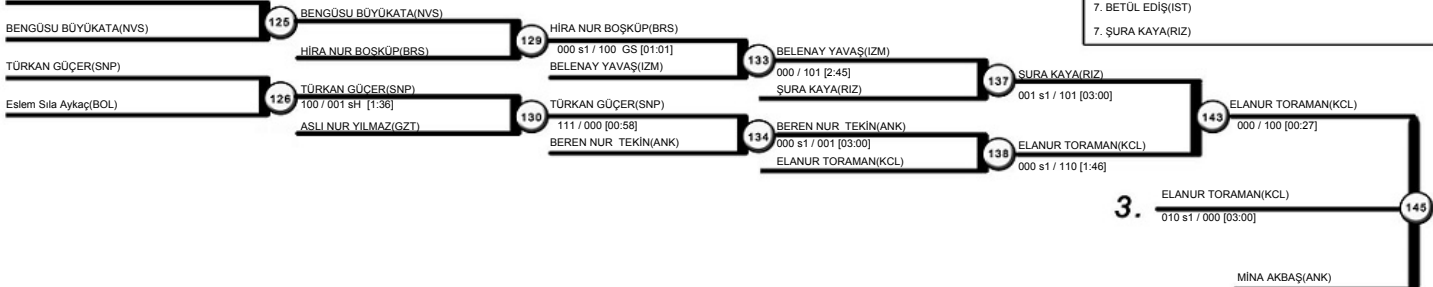 7. BETÜL EDİŞ(IST)
7. ŞURA KAYA(RIZ)
BENGÜSU BÜYÜKATA(NVS)
125
BENGÜSU BÜYÜKATA(NVS)
HİRA NUR BOŞKÜP(BRS)
129
HİRA NUR BOŞKÜP(BRS)
000 s1 / 100 GS [01:01]
BELENAY YAVAŞ(IZM)
133
BELENAY YAVAŞ(IZM)
000 / 101 [2:45]
ŞURA KAYA(RIZ)
137
ŞURA KAYA(RIZ)
001 s1 / 101 [03:00]
TÜRKAN GÜÇER(SNP)
Eslem Sıla Aykaç(BOL)
126
TÜRKAN GÜÇER(SNP)
100 / 001 sH [1:36]
ASLI NUR YILMAZ(GZT)
130
TÜRKAN GÜÇER(SNP)
111 / 000 [00:58]
BEREN NUR TEKİN(ANK)
134
BEREN NUR TEKİN(ANK)
000 s1 / 001 [03:00]
ELANUR TORAMAN(KCL)
138
ELANUR TORAMAN(KCL)
000 s1 / 110 [1:46]
143
ELANUR TORAMAN(KCL)
000 / 100 [00:27]
3.
ELANUR TORAMAN(KCL)
010 s1 / 000 [03:00]
145
MİNA AKBAŞ(ANK)